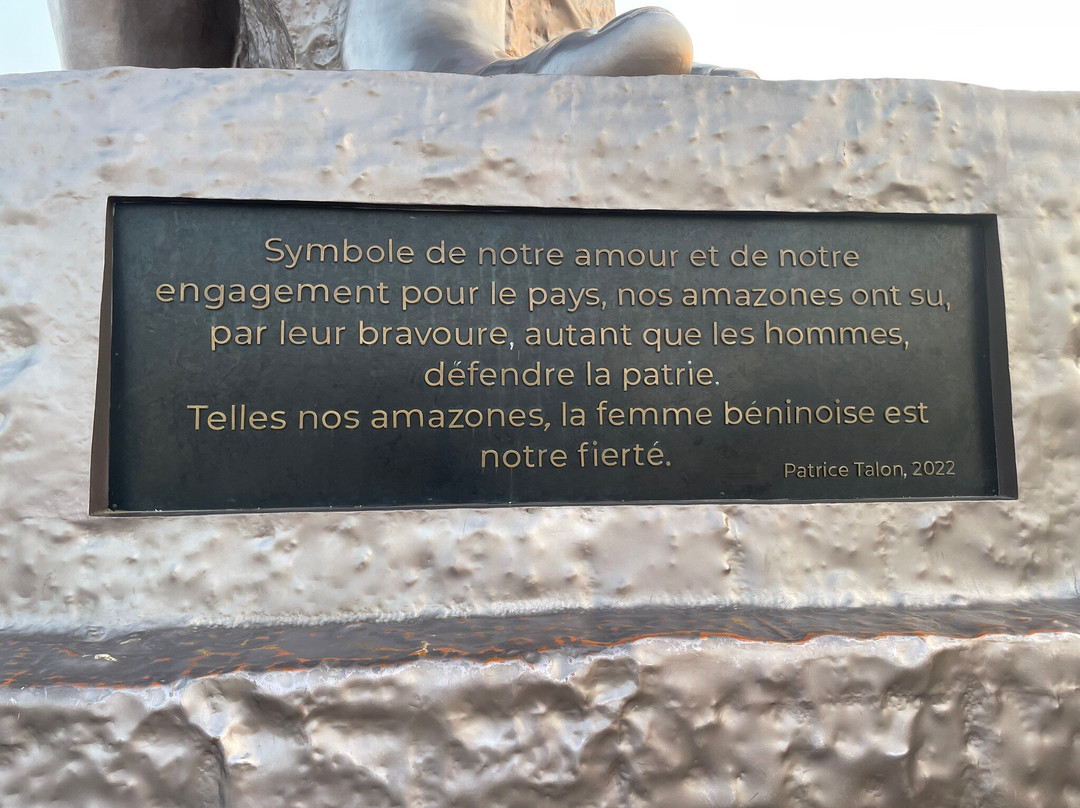 Symbole de notre amour et de notre
engagement pour le pays, nos amazones ont su,
par leur bravoure, autant que les hommes,
défendre la patrie.
Telles nos amazones, la femme béninoise est
notre fierté.
Patrice Talon, 2022